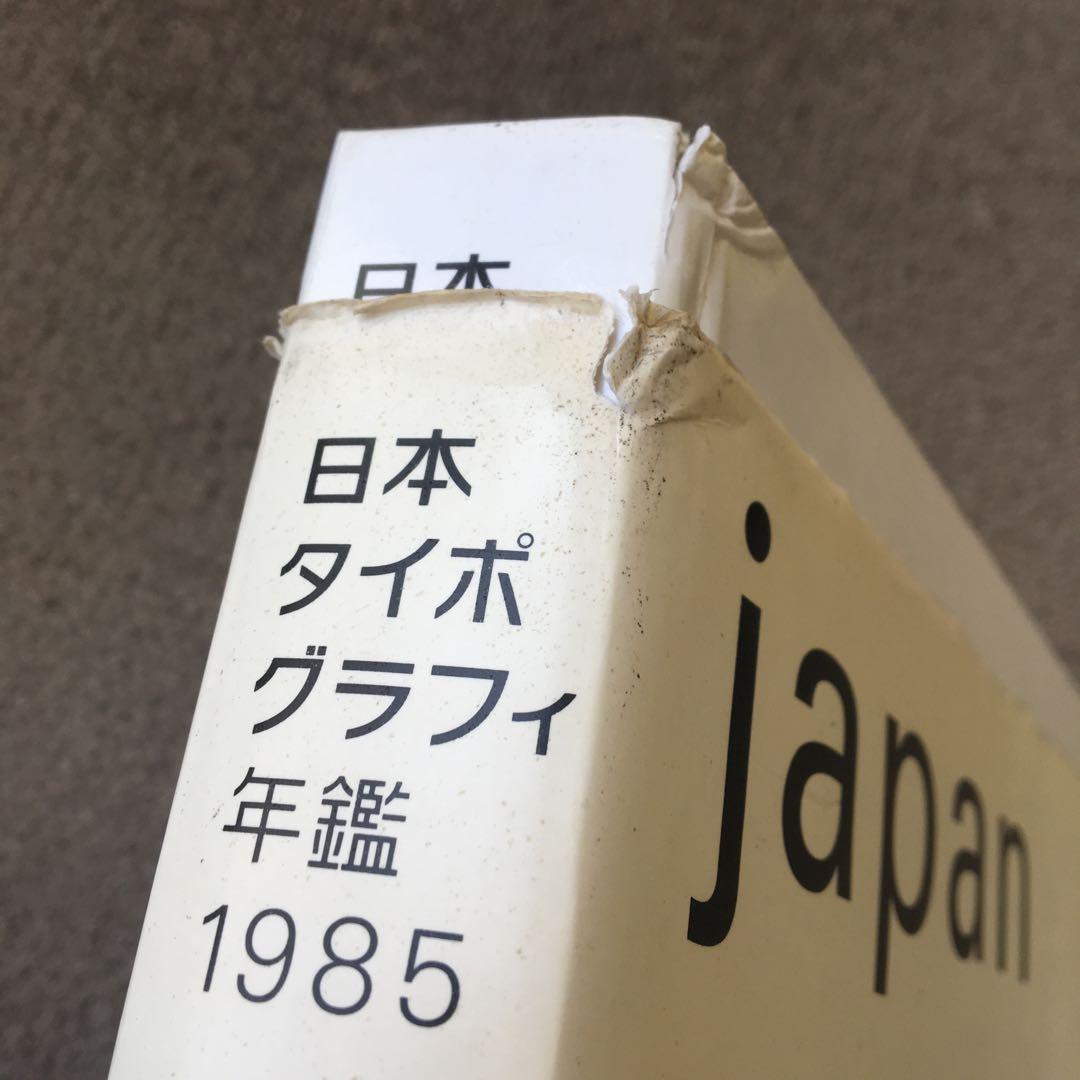 日本
日本
タイポ
グラフィ
年鑑
1985
japan